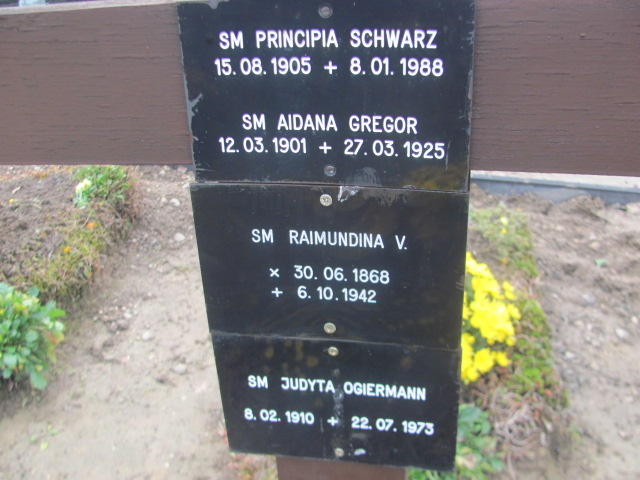 SM PRINCIPIA SCHWARZ
15.08.1905 + 8.01.1988
SM AIDANA GREGOR
12.03.1901 + 27.03.1925
SM RAIMUNDINA V.
× 30.06.1868
+ 6.10.1942
SM JUDYTA OGIERMANN
8.02.1910 + 22.07.1973